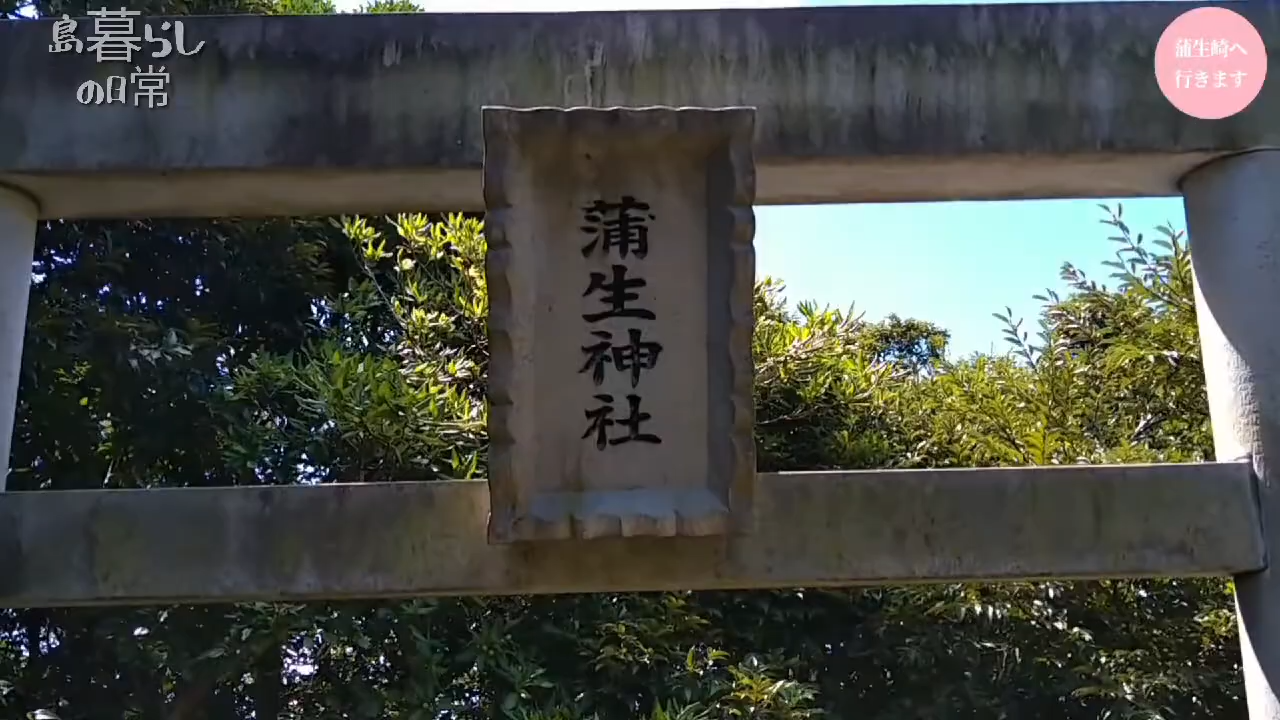 島暮らし
の日常
蒲生崎へ
行きます
蒲生神社